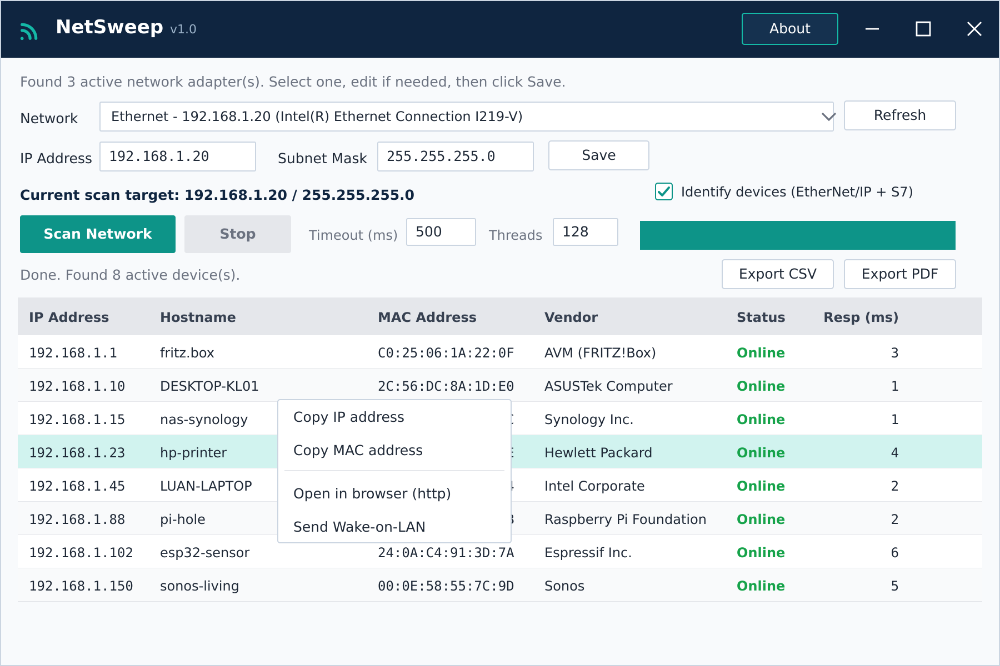 NetSweep v1.0 About
Found 3 active network adapter(s). Select one, edit if needed, then click Save.
Network Ethernet - 192.168.1.20 (Intel(R) Ethernet Connection I219-V) Refresh
IP Address 192.168.1.20 Subnet Mask 255.255.255.0 Save
Current scan target: 192.168.1.20 / 255.255.255.0 Identify devices (EtherNet/IP + S7)
Scan Network Stop Timeout (ms) 500 Threads 128
Done. Found 8 active device(s). Export CSV Export PDF
IP Address Hostname MAC Address Vendor Status Resp (ms)
192.168.1.1 fritz.box C0:25:06:1A:22:0F AVM (FRITZ!Box) Online 3
192.168.1.10 DESKTOP-KL01 2C:56:DC:8A:1D:E0 ASUSTek Computer Online 1
192.168.1.15 nas-synology Synology Inc. Online 1
192.168.1.23 hp-printer Hewlett Packard Online 4
192.168.1.45 LUAN-LAPTOP Intel Corporate Online 2
192.168.1.88 pi-hole Raspberry Pi Foundation Online 2
192.168.1.102 esp32-sensor 24:0A:C4:91:3D:7A Espressif Inc. Online 6
192.168.1.150 sonos-living 00:0E:58:55:7C:9D Sonos Online 5
Copy IP address
Copy MAC address
Open in browser (http)
Send Wake-on-LAN